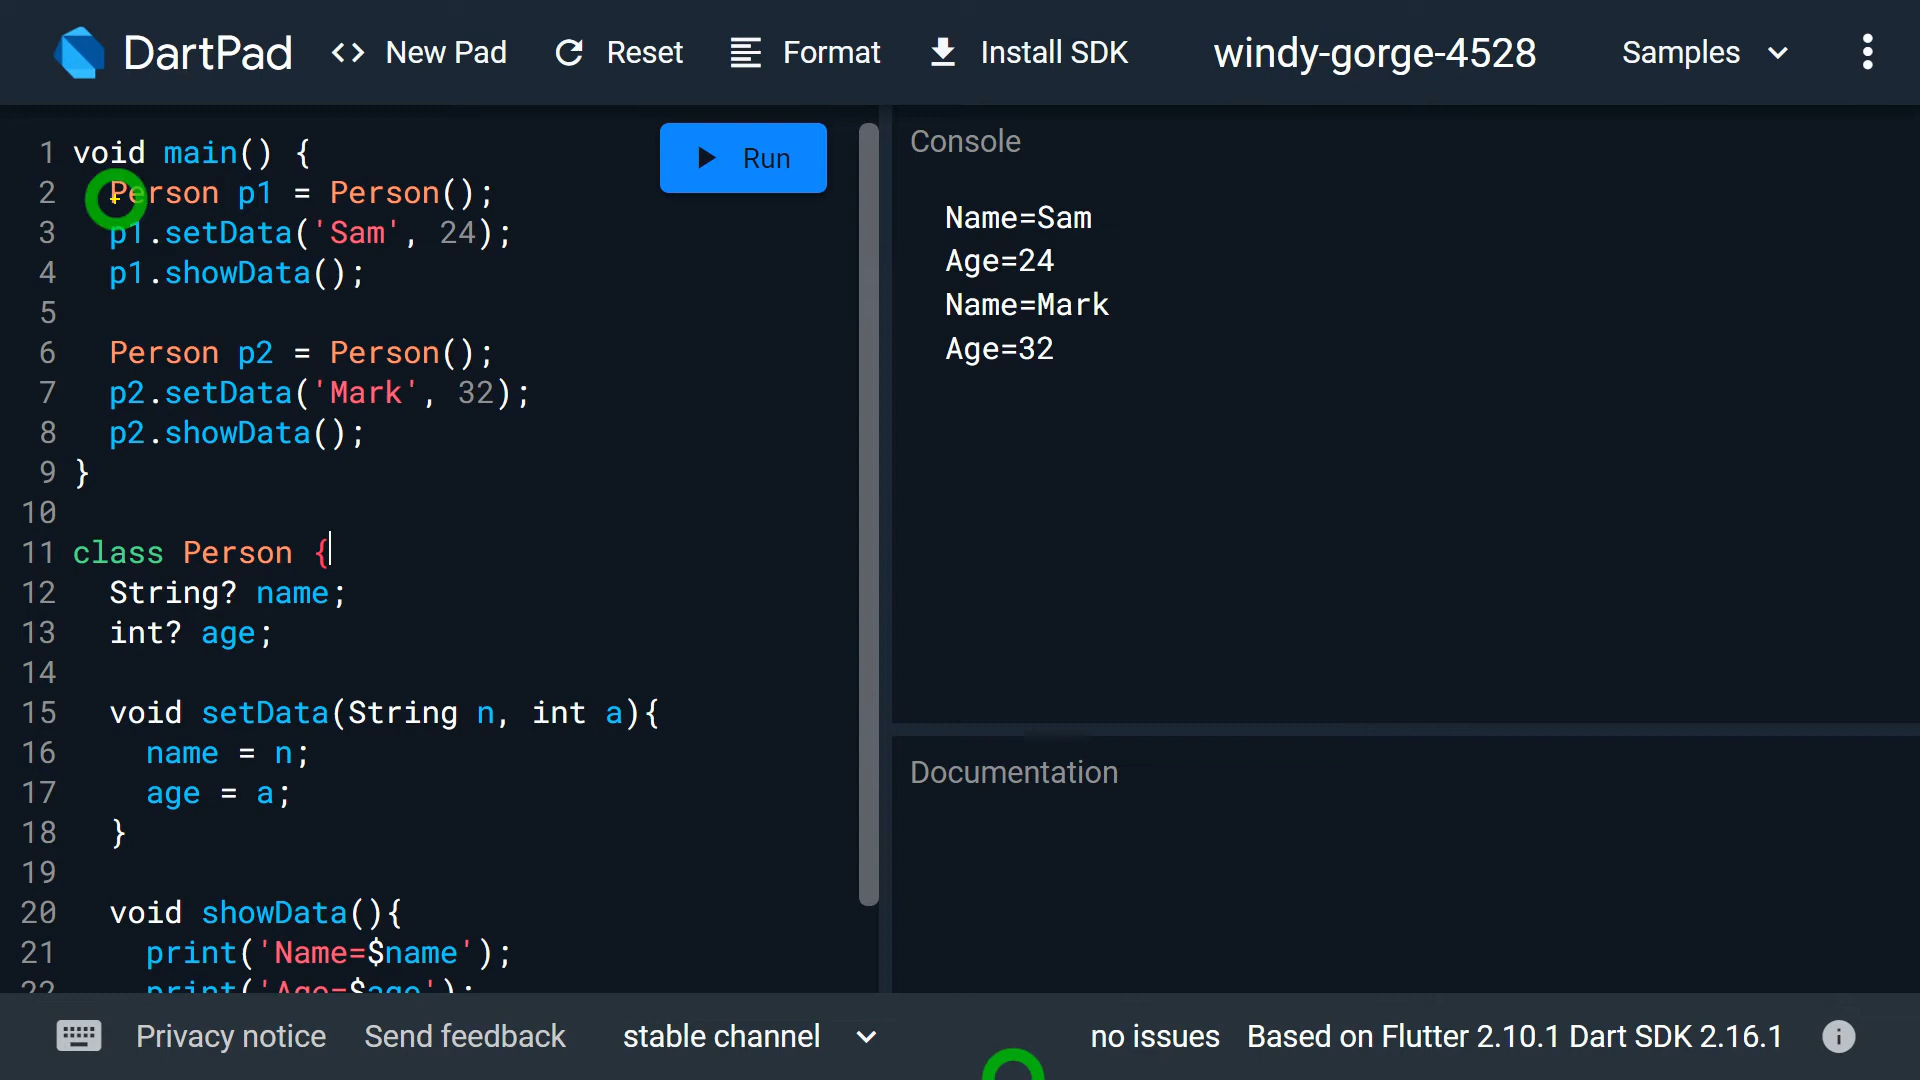 DartPad <> New Pad Reset Format Install SDK windy-gorge-4528 Samples
1 void main() {
2 Person p1 = Person();
3 p1.setData('Sam', 24);
4 p1.showData();
5
6 Person p2 = Person();
7 p2.setData('Mark', 32);
8 p2.showData();
9 }
10
11 class Person {
12 String? name;
13 int? age;
14
15 void setData(String n, int a){
16 name = n;
17 age = a;
18 }
19
20 void showData(){
21 print('Name=$name');
22 print('Age=$age');
Run
Console
Name=Sam
Age=24
Name=Mark
Age=32
Documentation
Privacy notice Send feedback stable channel no issues Based on Flutter 2.10.1 Dart SDK 2.16.1